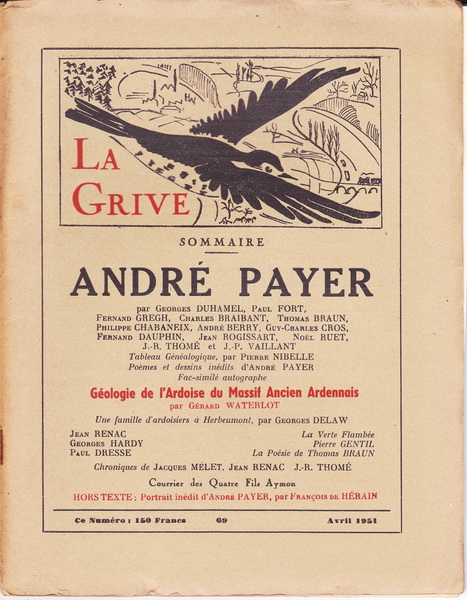 LA
GRIVE
SOMMAIRE
ANDRÉ PAYER
par GEORGES DUHAMEL, PAUL FORT,
FERNAND GREGH, CHARLES BRAIBANT, THOMAS BRAUN,
PHILIPPE CHABANEIX, ANDRÉ BERRY, GUY-CHARLES CROS,
FERNAND DAUPHIN, JEAN ROGISSART, NOËL RUET,
J.-R. THOMÉ et J.-P. VAILLANT
Tableau Généalogique, par PIERRE NIBELLE
Poèmes et dessins inédits d'ANDRÉ PAYER
Fac-similé autographe
Géologie de l'Ardoise du Massif Ancien Ardennais
par GÉRARD WATERLOT
Une famille d'ardoisiers à Herbeumont, par GEORGES DELAW
JEAN RENAC La Verte Flambée
GEORGES HARDY Pierre GENTIL
PAUL DRESSE La Poésie de Thomas BRAUN
Chroniques de JACQUES MELET, JEAN RENAC J.-R. THOMÉ
Courrier des Quatre Fils Aymon
HORS TEXTE : Portrait inédit d'ANDRÉ PAYER, par FRANÇOIS DE HÉRAIN
Ce Numéro : 150 Francs 69 Avril 1951